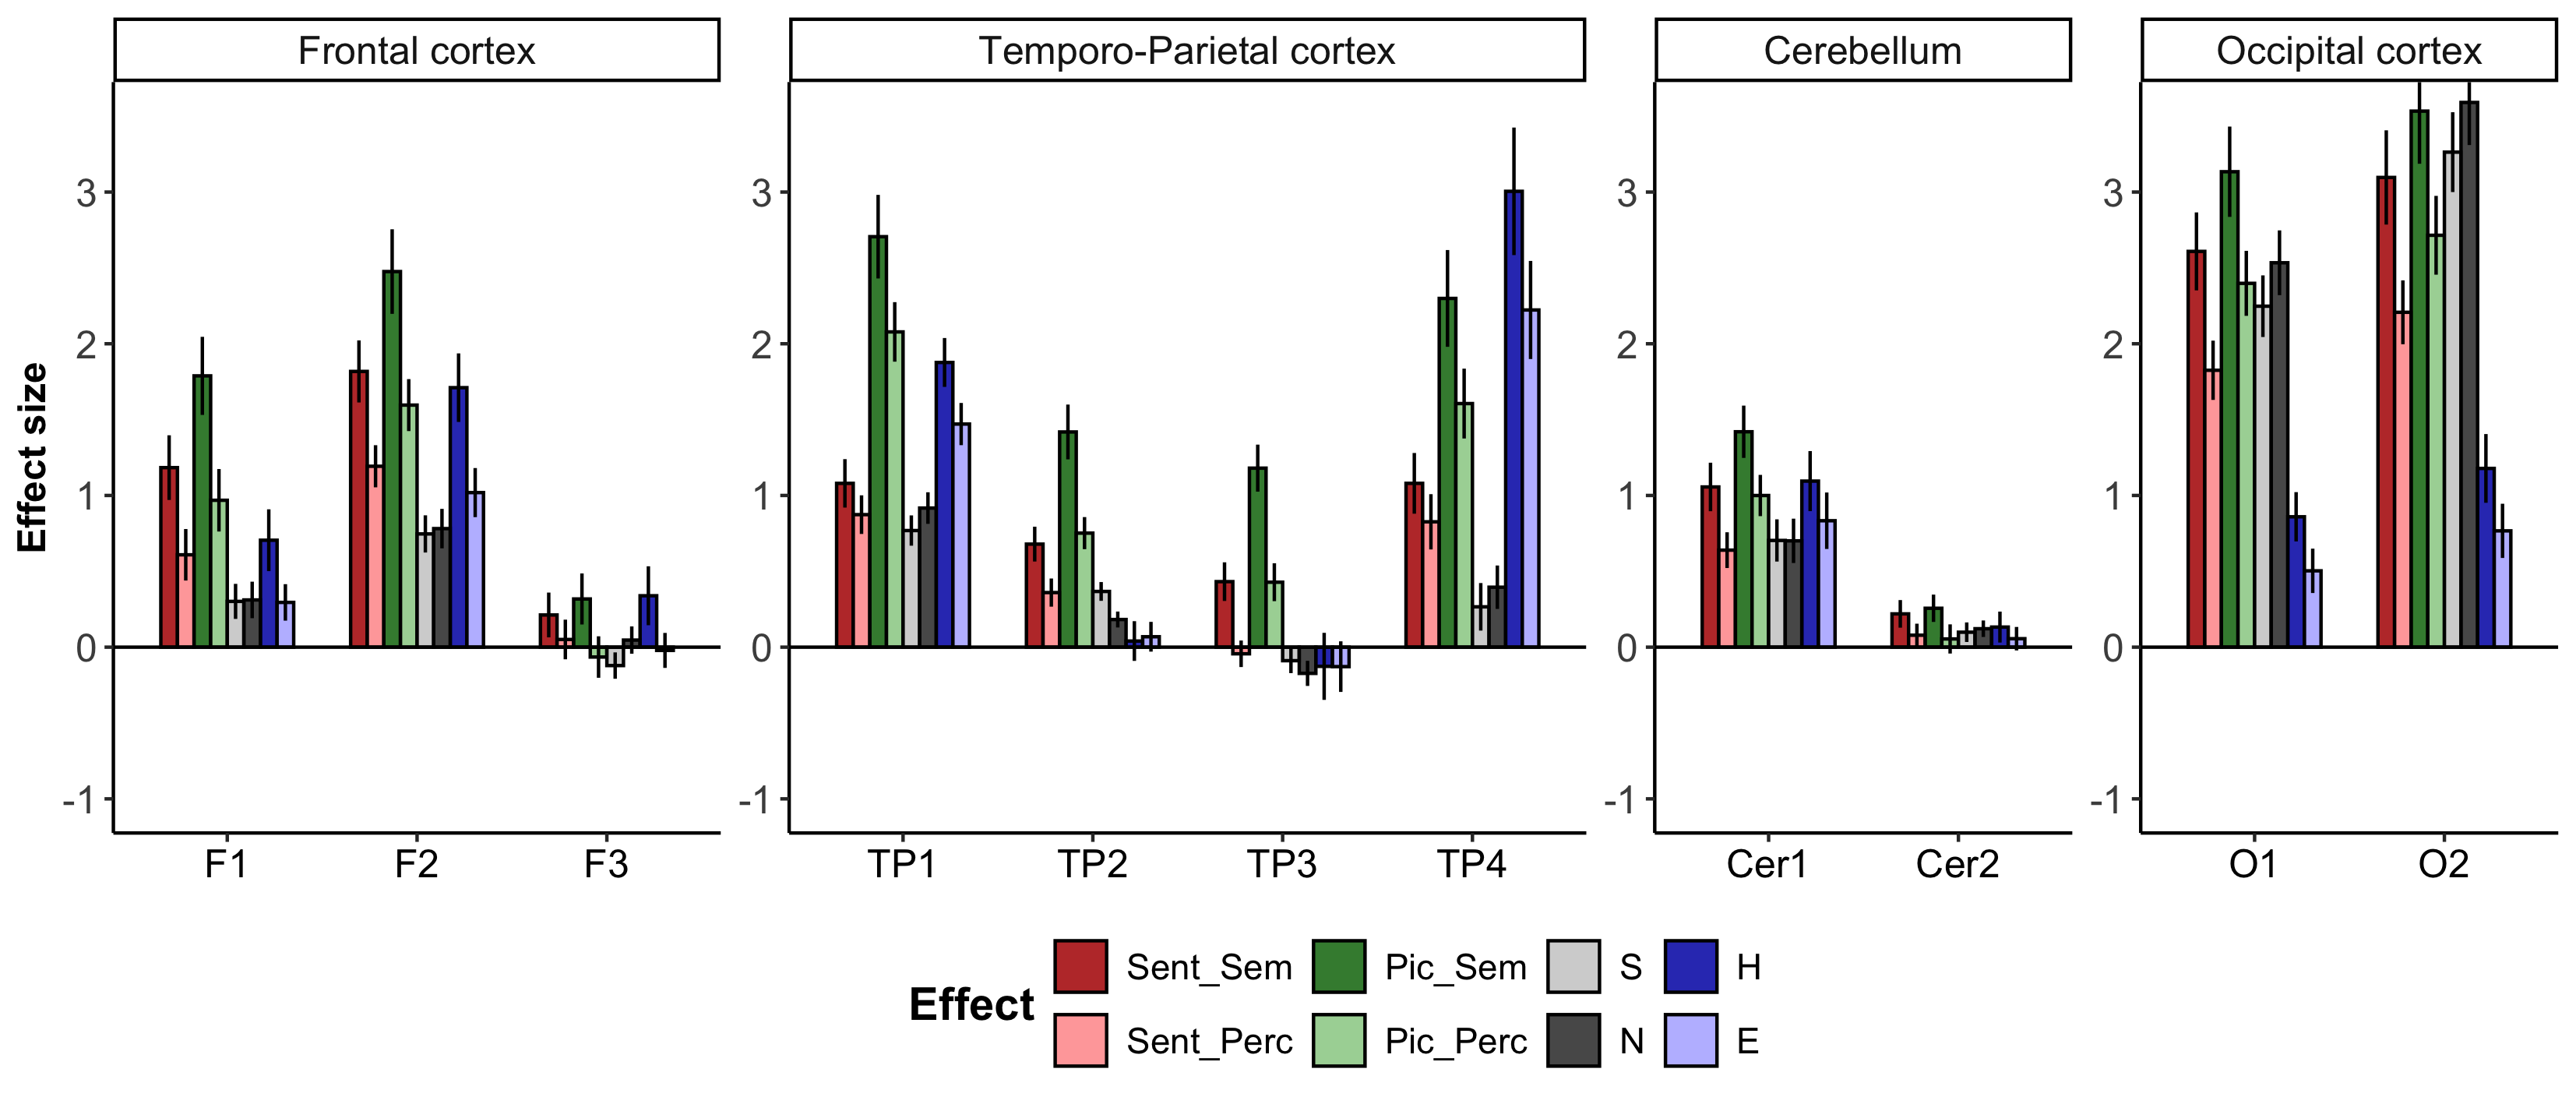 Frontal cortex
Temporo-Parietal cortex
Cerebellum
Occipital cortex
Effect size
3
2
1
0
-1
3
2
1
0
-1
3
2
1
0
-1
3
2
1
0
-1
F1 F2 F3
TP1 TP2 TP3 TP4
Cer1 Cer2
O1 O2
Effect
Sent_Sem Pic_Sem S H
Sent_Perc Pic_Perc N E